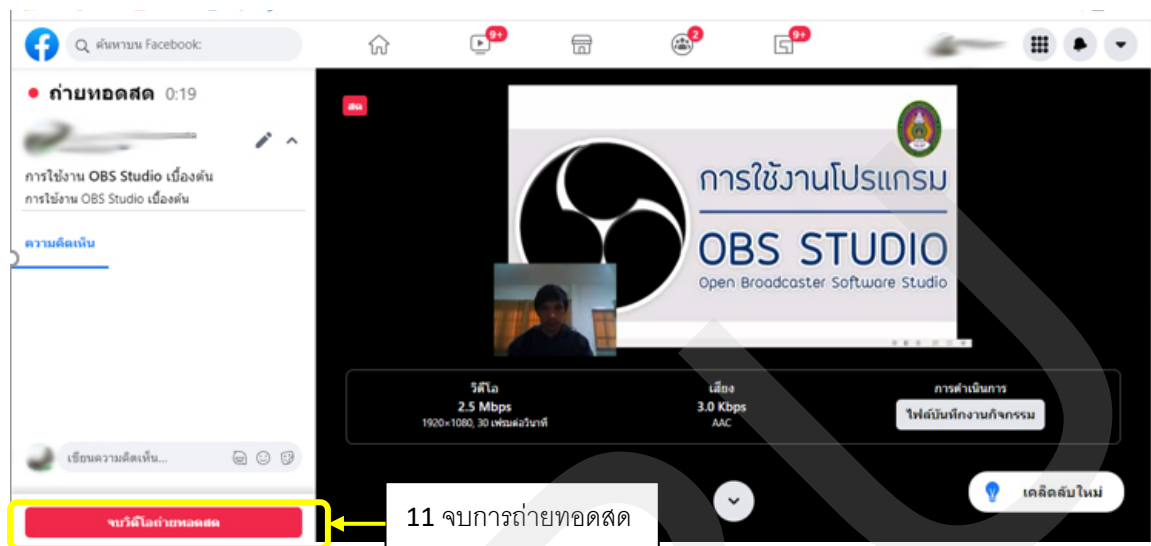 ค้นหาบน Facebook:
9+
2
9+
ถ่ายทอดสด 0:19
การใช้งาน OBS Studio เบื้องต้น
การใช้งาน OBS Studio เบื้องต้น
ความคิดเห็น
เขียนความคิดเห็น...
จบวิดีโอถ่ายทอดสด
สด
การใช้งานโปรแกรม
OBS STUDIO
Open Broadcaster Software Studio
วิดีโอ
2.5 Mbps
1920×1080, 30 เฟรมต่อวินาที
เสียง
3.0 Kbps
AAC
การดำเนินการ
ไฟล์บันทึกงานกิจกรรม
เคล็ดลับใหม่
11 จบการถ่ายทอดสด